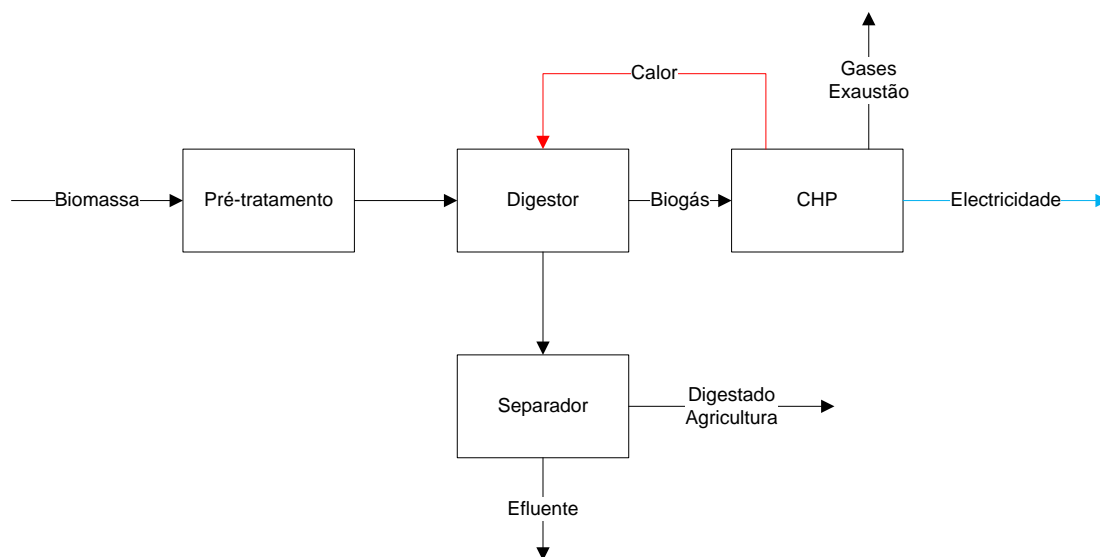 Calor
Gases
Exaustão
Biomassa
Pré-tratamento
Digestor
Biogás
CHP
Electricidade
Separador
Digestado
Agricultura
Efluente